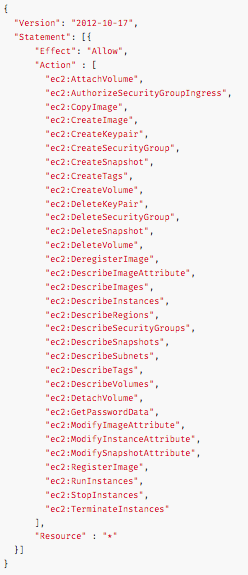 {
"Version": "2012-10-17",
"Statement": [{
"Effect": "Allow",
"Action" : [
"ec2:AttachVolume",
"ec2:AuthorizeSecurityGroupIngress",
"ec2:CopyImage",
"ec2:CreateImage",
"ec2:CreateKeypair",
"ec2:CreateSecurityGroup",
"ec2:CreateSnapshot",
"ec2:CreateTags",
"ec2:CreateVolume",
"ec2:DeleteKeyPair",
"ec2:DeleteSecurityGroup",
"ec2:DeleteSnapshot",
"ec2:DeleteVolume",
"ec2:DeregisterImage",
"ec2:DescribeImageAttribute",
"ec2:DescribeImages",
"ec2:DescribeInstances",
"ec2:DescribeRegions",
"ec2:DescribeSecurityGroups",
"ec2:DescribeSnapshots",
"ec2:DescribeSubnets",
"ec2:DescribeTags",
"ec2:DescribeVolumes",
"ec2:DetachVolume",
"ec2:GetPasswordData",
"ec2:ModifyImageAttribute",
"ec2:ModifyInstanceAttribute",
"ec2:ModifySnapshotAttribute",
"ec2:RegisterImage",
"ec2:RunInstances",
"ec2:StopInstances",
"ec2:TerminateInstances"
],
"Resource" : "*"
}]
}